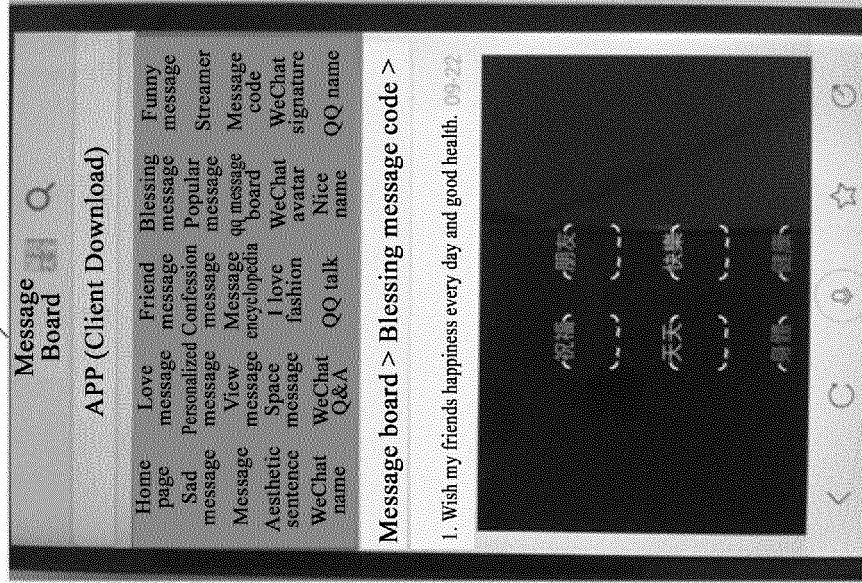 Message
Board
APP (Client Download)
Home Love Friend Blessing Funny
page message message message message
Sad Personalized Confession Popular Streamer
message message message message
Message View Message qq message Message
message encyclopedia board code
Aesthetic Space I love WeChat WeChat
sentence message fashion avatar signature
WeChat WeChat QQ talk Nice QQ name
name Q&A name
Message board > Blessing message code >
1. Wish my friends happiness every day and good health. 09-22
祝福 朋友
天天 快樂
身體 健康